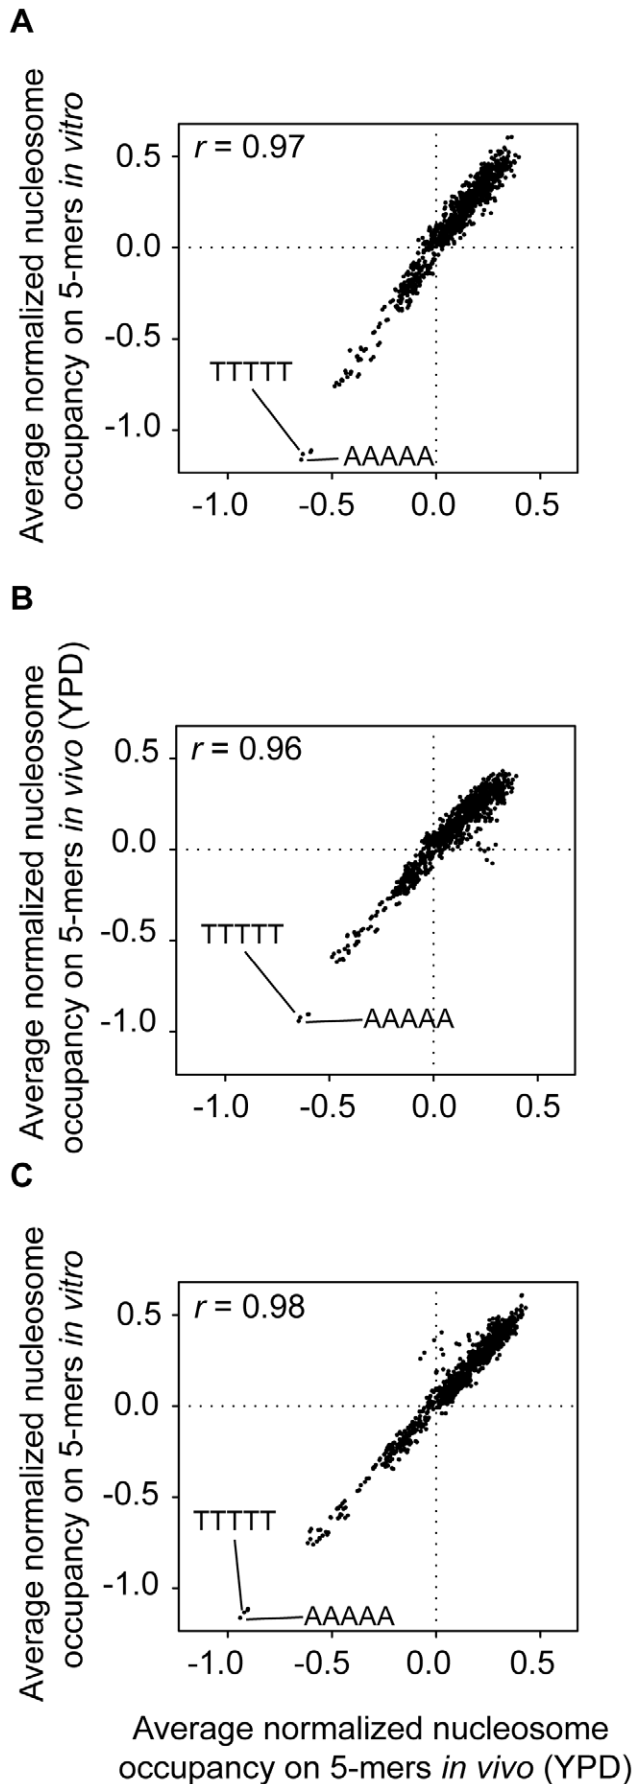 A
Average normalized nucleosome
occupancy on 5-mers in vitro
r = 0.97
0.5
0.0
-0.5
-1.0
TTTTT
AAAAA
-1.0 -0.5 0.0 0.5
B
Average normalized nucleosome
occupancy on 5-mers in vivo (YPD)
r = 0.96
0.5
0.0
-0.5
-1.0
TTTTT
AAAAA
-1.0 -0.5 0.0 0.5
C
Average normalized nucleosome
occupancy on 5-mers in vitro
r = 0.98
0.5
0.0
-0.5
-1.0
TTTTT
AAAAA
-1.0 -0.5 0.0 0.5
Average normalized nucleosome
occupancy on 5-mers in vivo (YPD)